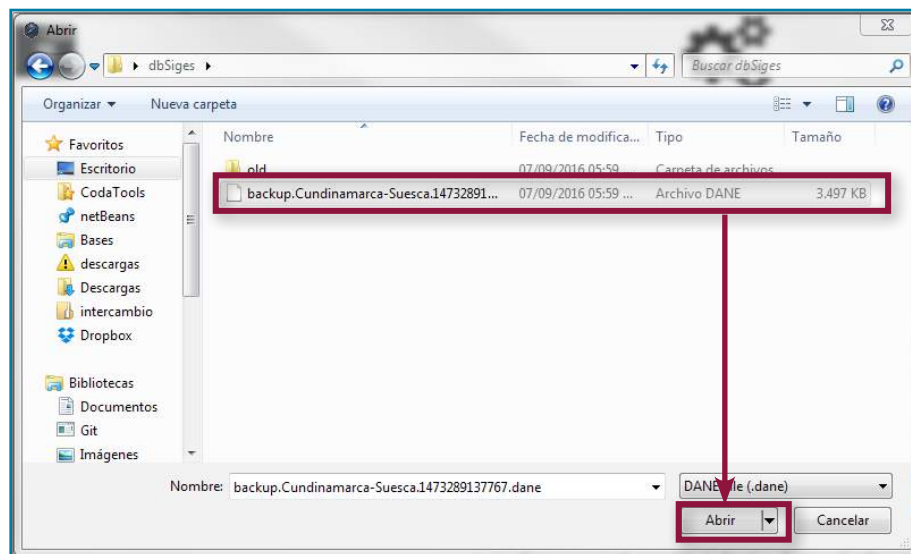 Abrir
dbSiges
Buscar dbSiges
Organizar
Nueva carpeta
Nombre Fecha de modifica... Tipo Tamaño
Favoritos
Escritorio
CodaTools
netBeans
Bases
descargas
Descargas
intercambio
Dropbox
Bibliotecas
Documentos
Git
Imágenes
old 07/09/2016 05:59 ... Carpeta de archivos
backup.Cundinamarca-Suesca.14732891... 07/09/2016 05:59 ... Archivo DANE 3.497 KB
Nombre: backup.Cundinamarca-Suesca.1473289137767.dane
DANE (.dane)
Abrir Cancelar